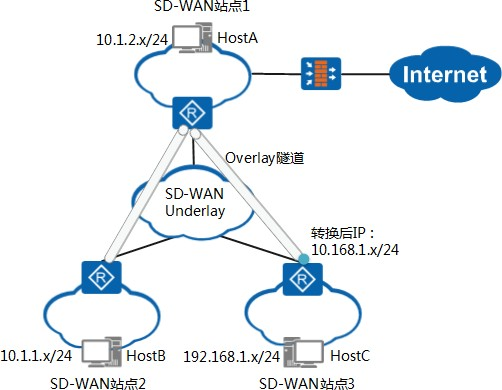 SD-WAN站点1
10.1.2.x/24
HostA
Internet
R
Overlay隧道
SD-WAN
Underlay
转换后IP：
10.168.1.x/24
R
R
10.1.1.x/24
HostB
192.168.1.x/24
HostC
SD-WAN站点2
SD-WAN站点3